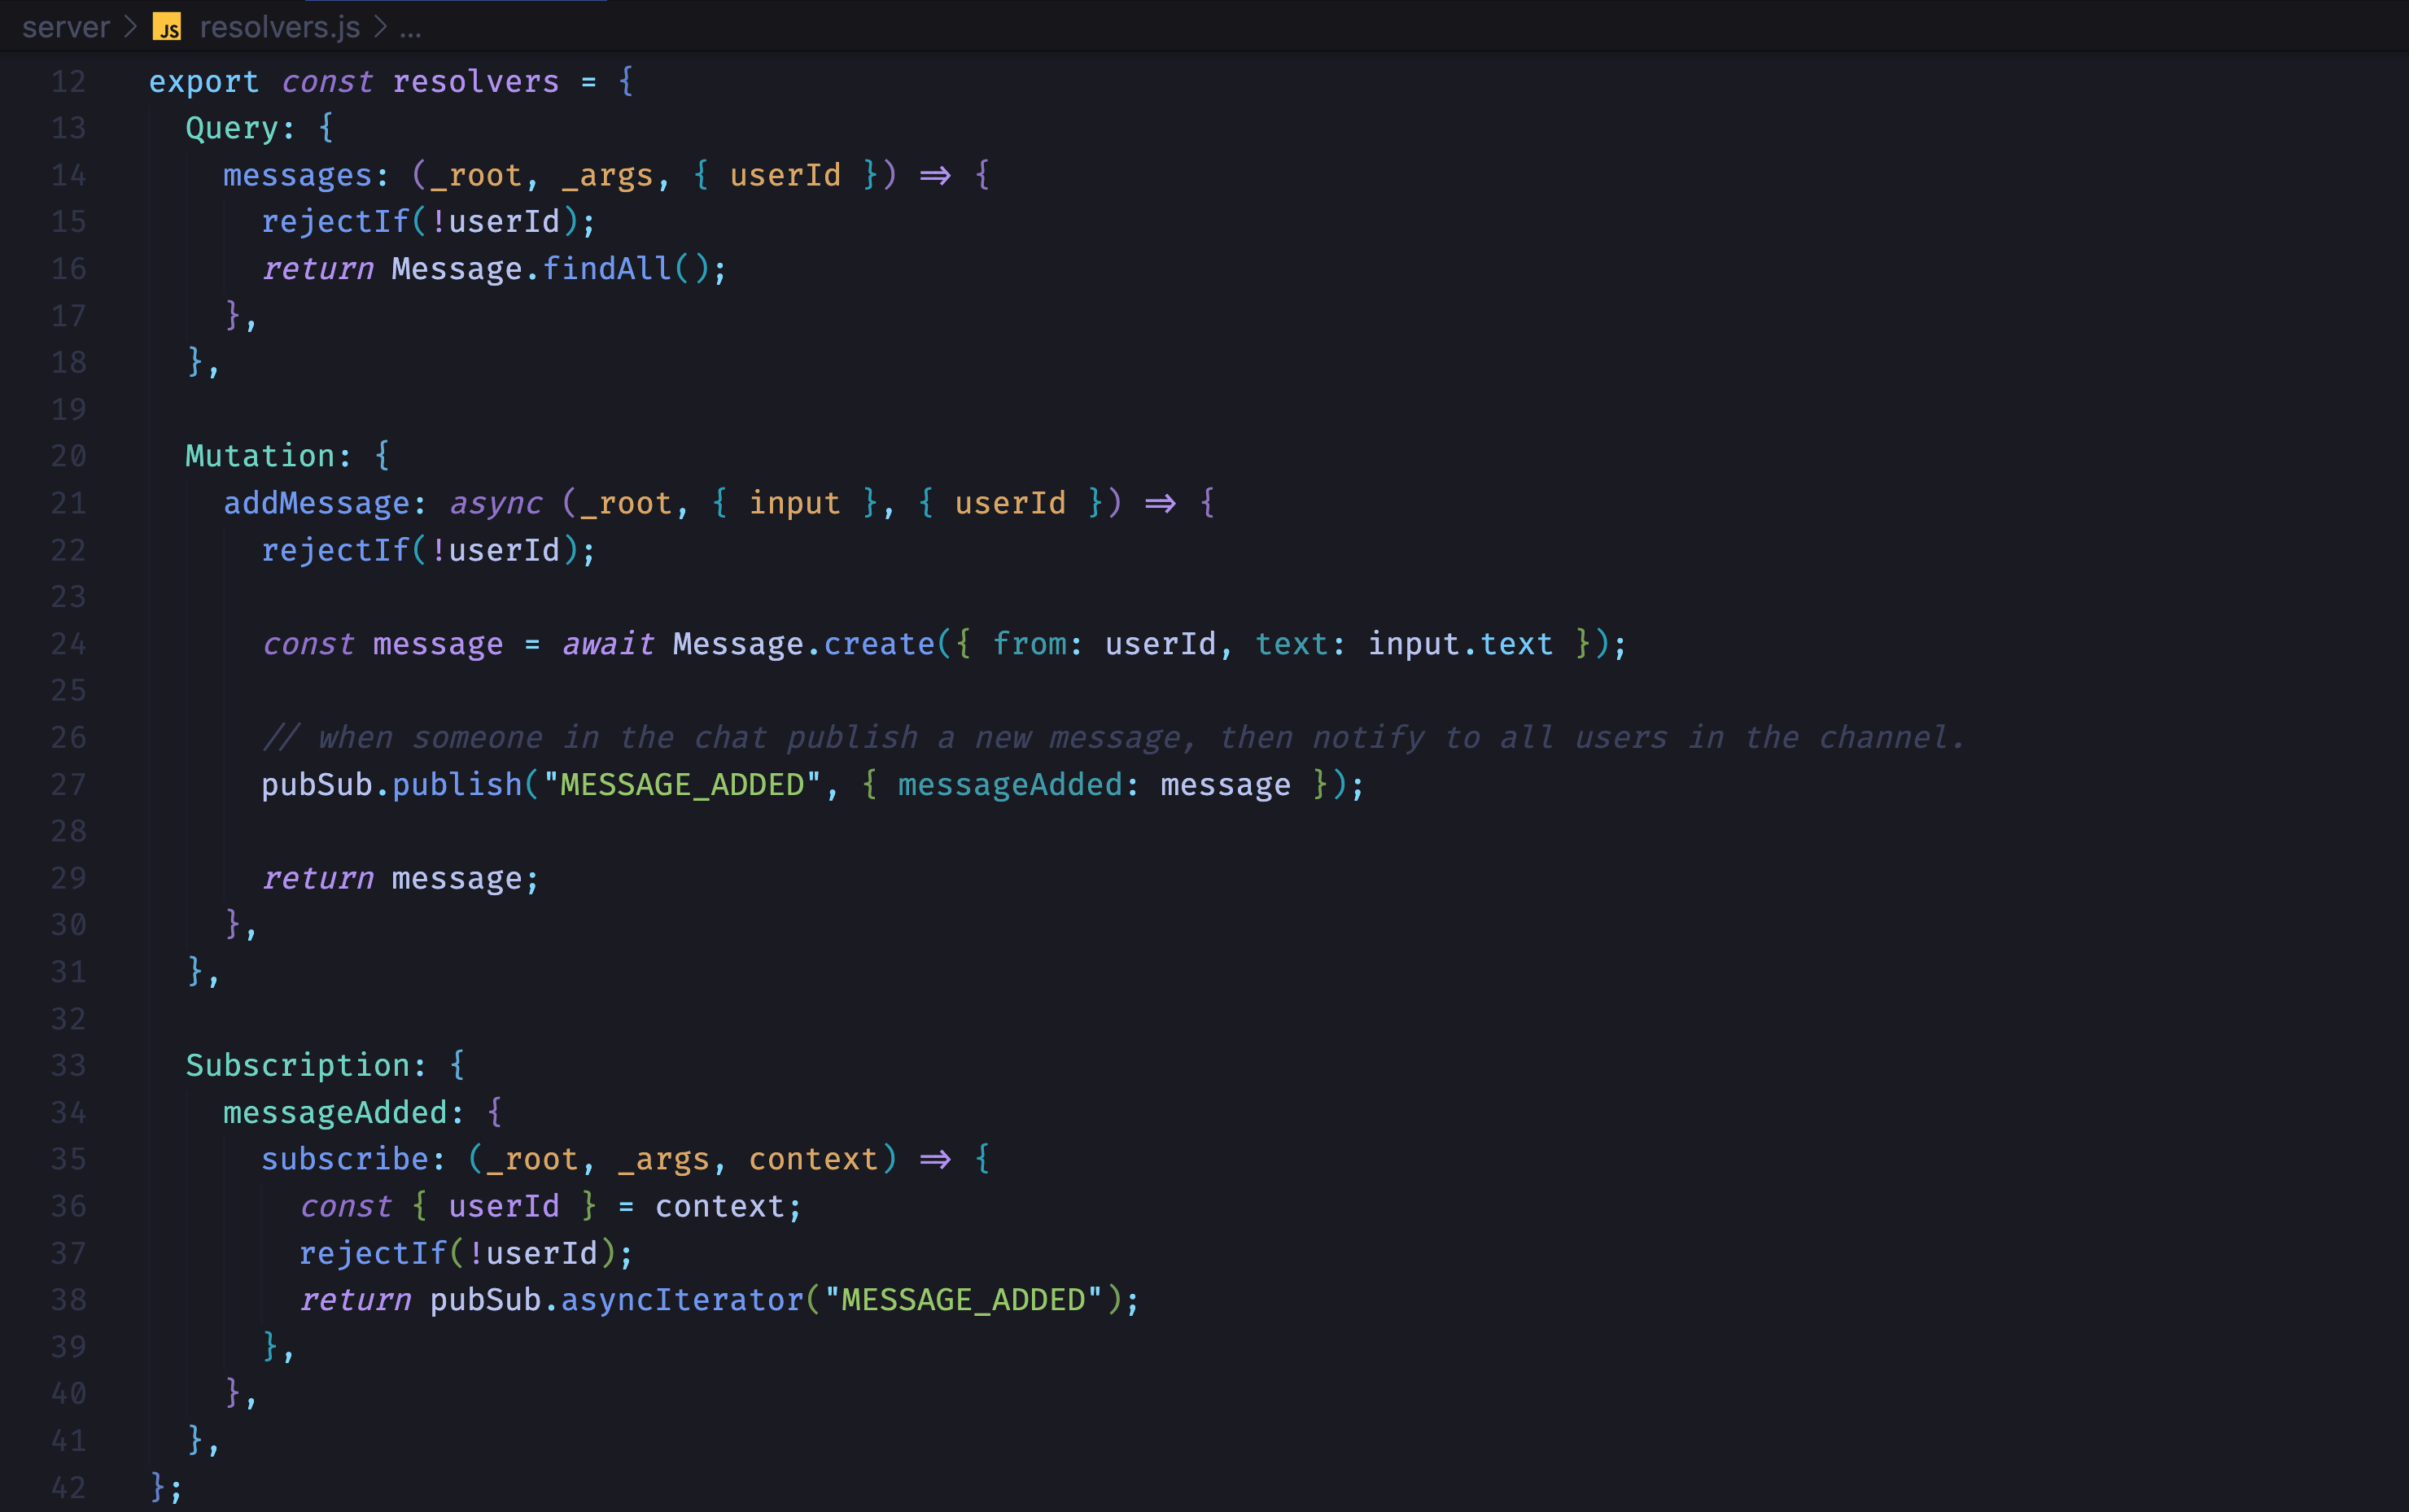 server > JS resolvers.js > ...
12 export const resolvers = {
13   Query: {
14     messages: (_root, _args, { userId }) => {
15       rejectIf(!userId);
16       return Message.findAll();
17     },
18   },
19
20   Mutation: {
21     addMessage: async (_root, { input }, { userId }) => {
22       rejectIf(!userId);
23
24       const message = await Message.create({ from: userId, text: input.text });
25
26       // when someone in the chat publish a new message, then notify to all users in the channel.
27       pubSub.publish("MESSAGE_ADDED", { messageAdded: message });
28
29       return message;
30     },
31   },
32
33   Subscription: {
34     messageAdded: {
35       subscribe: (_root, _args, context) => {
36         const { userId } = context;
37         rejectIf(!userId);
38         return pubSub.asyncIterator("MESSAGE_ADDED");
39       },
40     },
41   },
42 };